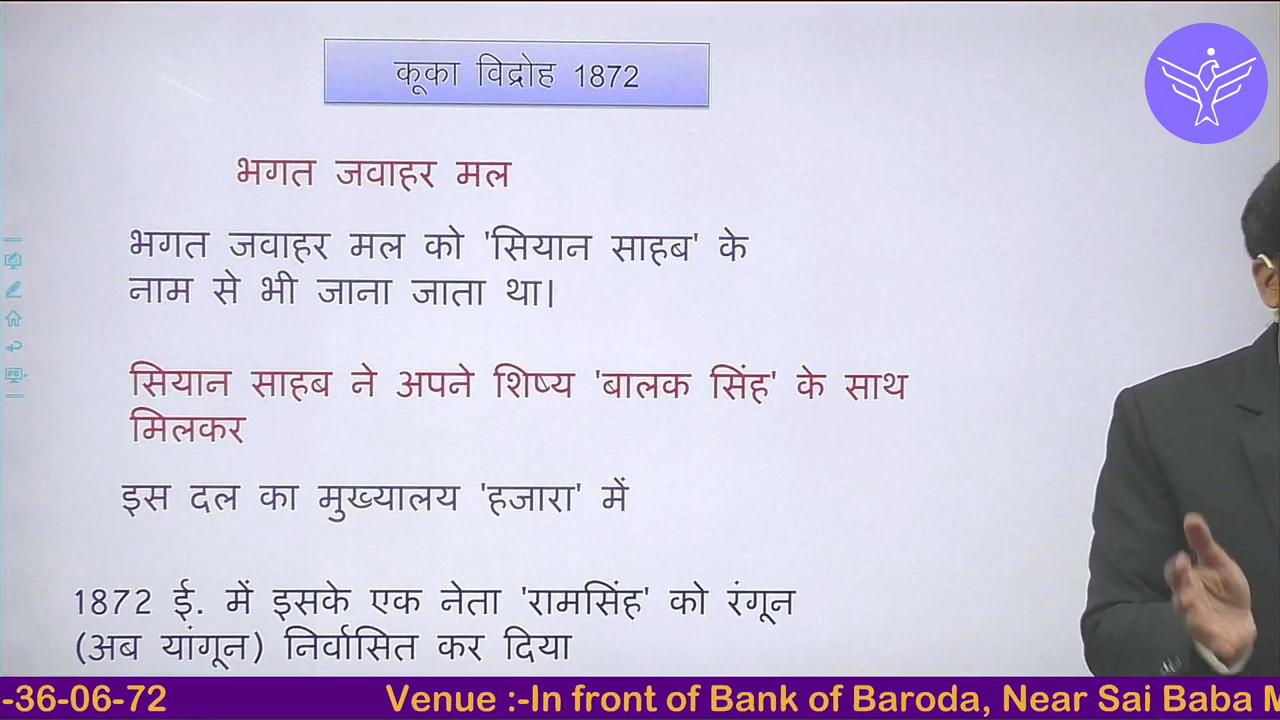 कूका विद्रोह 1872
भगत जवाहर मल
भगत जवाहर मल को 'सियान साहब' के
नाम से भी जाना जाता था।
सियान साहब ने अपने शिष्य 'बालक सिंह' के साथ
मिलकर
इस दल का मुख्यालय 'हजारा' में
1872 ई. में इसके एक नेता 'रामसिंह' को रंगून
(अब यांगून) निर्वासित कर दिया
-36-06-72 Venue :-In front of Bank of Baroda, Near Sai Baba